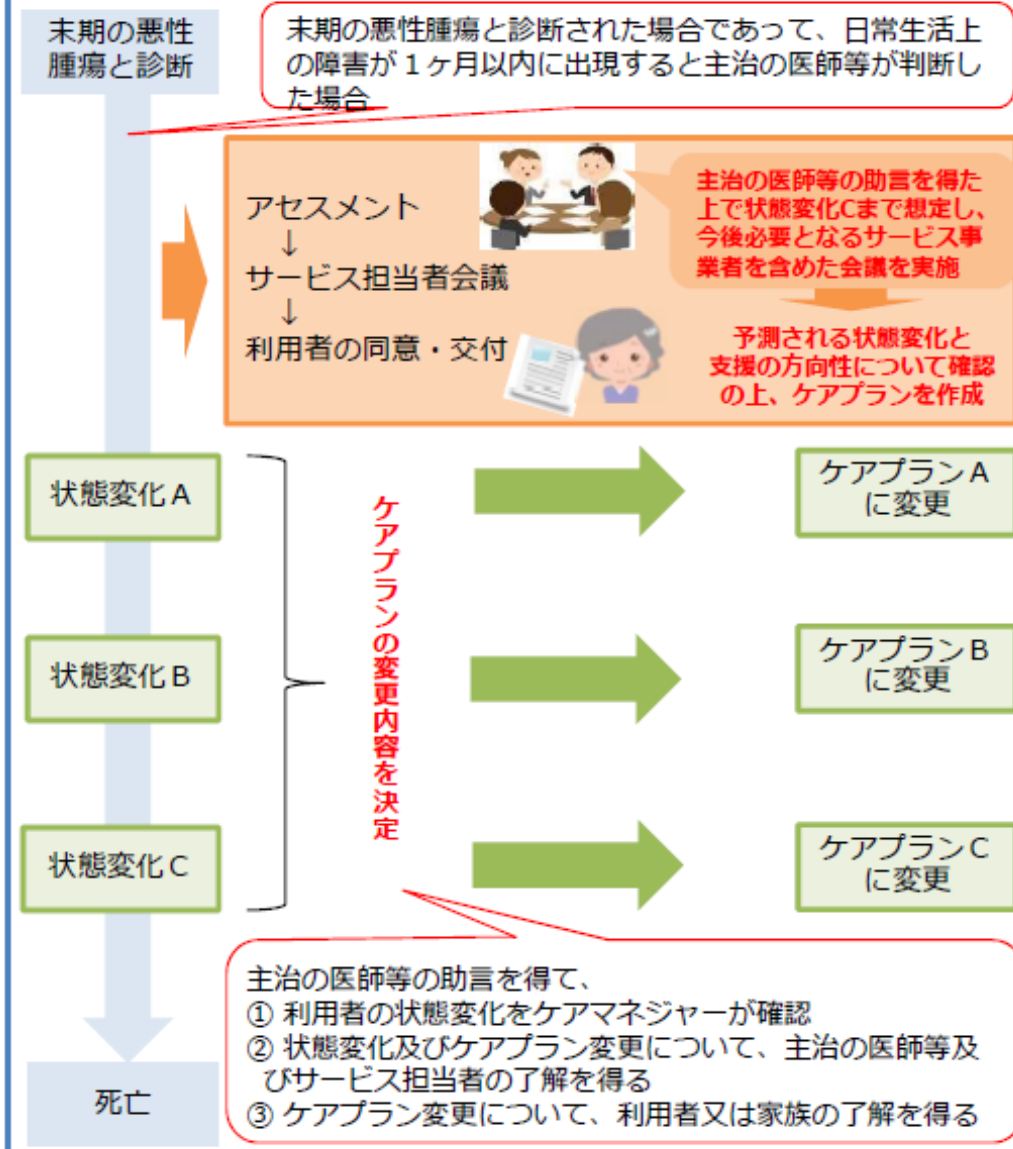 末期の悪性
腫瘍と診断
末期の悪性腫瘍と診断された場合であって、日常生活上
の障害が1ヶ月以内に出現すると主治の医師等が判断し
た場合
アセスメント
↓
サービス担当者会議
↓
利用者の同意・交付
主治の医師等の助言を得た
上で状態変化Cまで想定し、
今後必要となるサービス事
業者を含めた会議を実施
予測される状態変化と
支援の方向性について確認
の上、ケアプランを作成
状態変化A
ケアプランの変更内容を決定
ケアプランA
に変更
状態変化B
ケアプランB
に変更
状態変化C
ケアプランC
に変更
主治の医師等の助言を得て、
① 利用者の状態変化をケアマネジャーが確認
② 状態変化及びケアプラン変更について、主治の医師等及
びサービス担当者の了解を得る
③ ケアプラン変更について、利用者又は家族の了解を得る
死亡